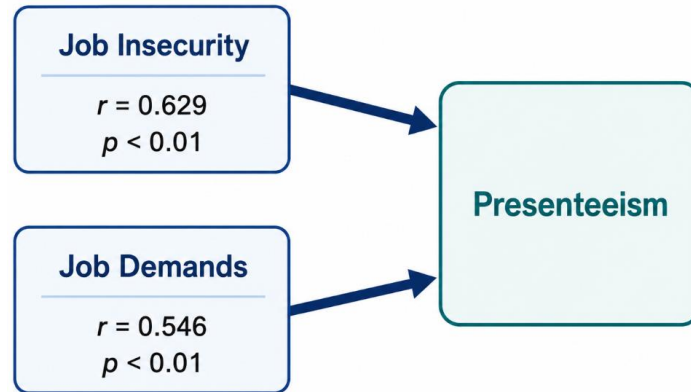 Job Insecurity
r = 0.629
p < 0.01
Presenteeism
Job Demands
r = 0.546
p < 0.01